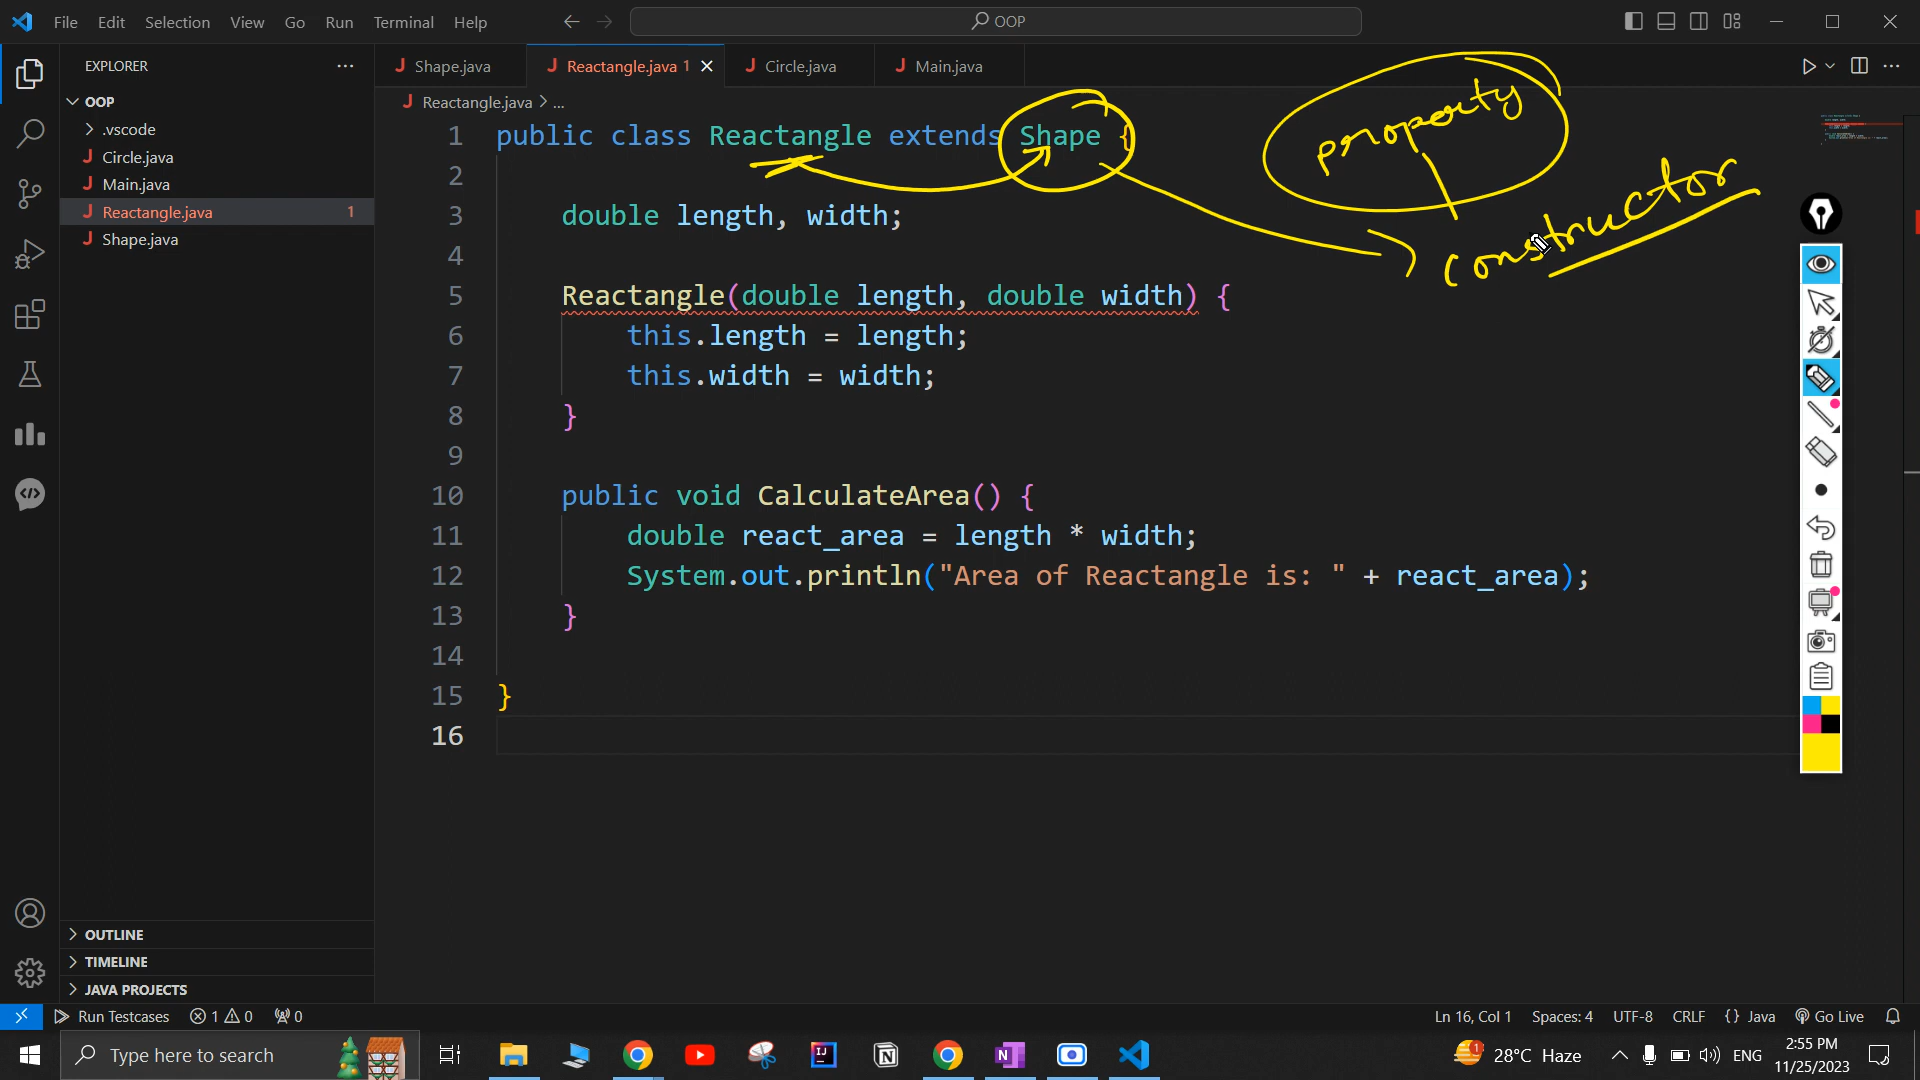 File Edit Selection View Go Run Terminal Help
OOP
EXPLORER
OOP
.vscode
J Circle.java
J Main.java
J Reactangle.java 1
J Shape.java
OUTLINE
TIMELINE
JAVA PROJECTS
J Shape.java J Reactangle.java 1 J Circle.java J Main.java
J Reactangle.java > ...
1 public class Reactangle extends Shape {
2
3 double length, width;
4
5 Reactangle(double length, double width) {
6 this.length = length;
7 this.width = width;
8 }
9
10 public void CalculateArea() {
11 double react_area = length * width;
12 System.out.println("Area of Reactangle is: " + react_area);
13 }
14
15 }
16
property
constructor
Run Testcases 1 0 0
Ln 16, Col 1 Spaces: 4 UTF-8 CRLF {} Java Go Live
Type here to search
1 28°C Haze ENG
2:55 PM
11/25/2023